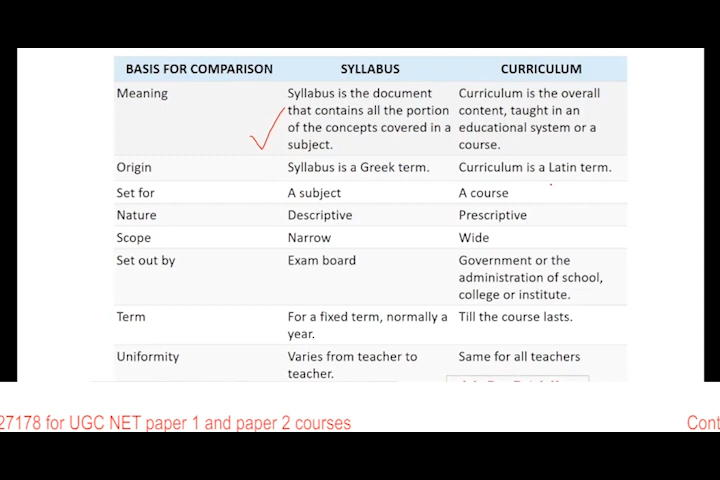 BASIS FOR COMPARISON SYLLABUS CURRICULUM
Meaning Syllabus is the document Curriculum is the overall
that contains all the portion content, taught in an
of the concepts covered in a educational system or a
subject. course.
Origin Syllabus is a Greek term. Curriculum is a Latin term.
Set for A subject A course
Nature Descriptive Prescriptive
Scope Narrow Wide
Set out by Exam board Government or the
administration of school,
college or institute.
Term For a fixed term, normally a Till the course lasts.
year.
Uniformity Varies from teacher to Same for all teachers
teacher.
27178 for UGC NET paper 1 and paper 2 courses Cont